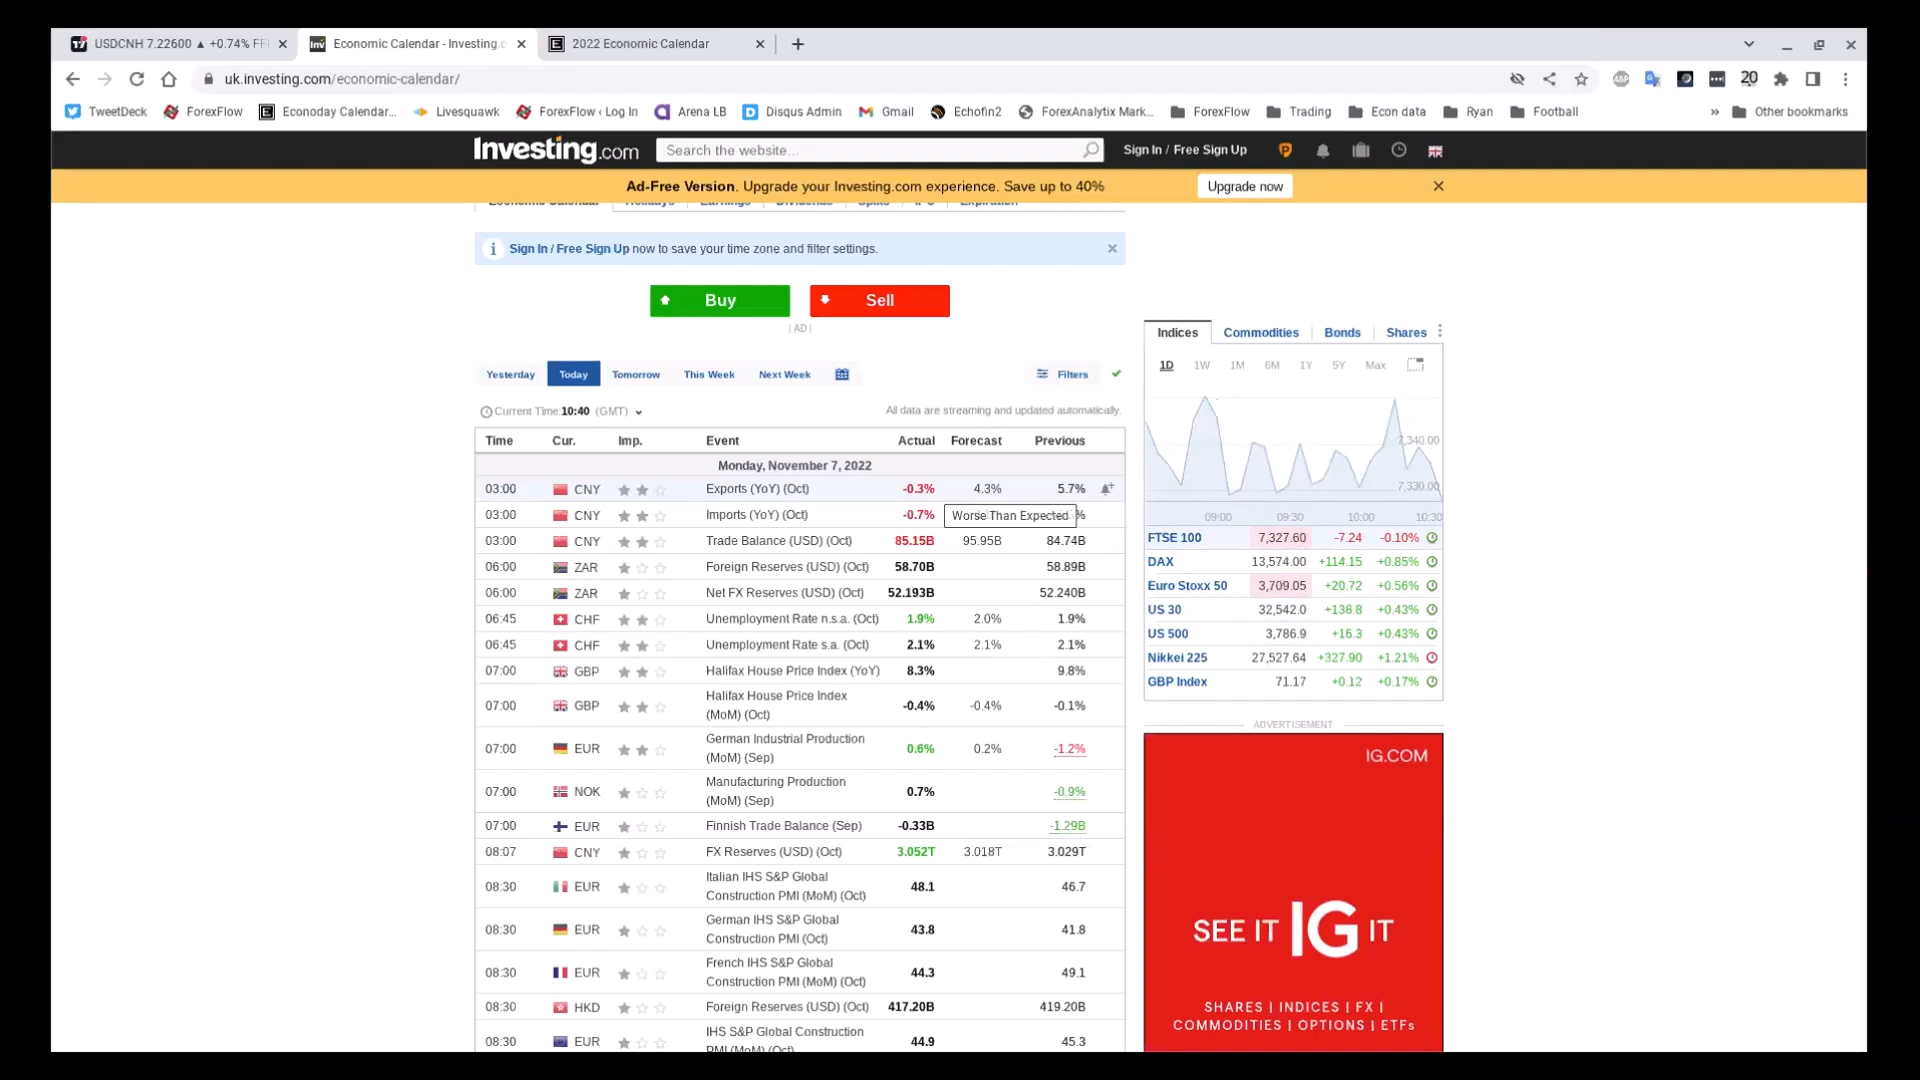 USDCNH 7.22600 ▲ +0.74% FF
Economic Calendar - Investing.c
2022 Economic Calendar
uk.investing.com/economic-calendar/
ABP
20
TweetDeck
ForexFlow
Econoday Calendar...
Livesquawk
ForexFlow ‹ Log In
Arena LB
Disqus Admin
Gmail
Echofin2
ForexAnalytix Mark...
ForexFlow
Trading
Econ data
Ryan
Football
»
Other bookmarks
Investing.com
Search the website...
Sign In / Free Sign Up
Ad-Free Version. Upgrade your Investing.com experience. Save up to 40%
Upgrade now
Economic Calendar Holidays Earnings Dividends Splits IPO Expiration
Sign In / Free Sign Up now to save your time zone and filter settings.
Buy
Sell
| AD |
Yesterday Today Tomorrow This Week Next Week
Filters
Current Time:10:40 (GMT)
All data are streaming and updated automatically.
Time Cur. Imp. Event Actual Forecast Previous
Monday, November 7, 2022
03:00 CNY Exports (YoY) (Oct) -0.3% 4.3% 5.7%
03:00 CNY Imports (YoY) (Oct) -0.7% %
Worse Than Expected
03:00 CNY Trade Balance (USD) (Oct) 85.15B 95.95B 84.74B
06:00 ZAR Foreign Reserves (USD) (Oct) 58.70B 58.89B
06:00 ZAR Net FX Reserves (USD) (Oct) 52.193B 52.240B
06:45 CHF Unemployment Rate n.s.a. (Oct) 1.9% 2.0% 1.9%
06:45 CHF Unemployment Rate s.a. (Oct) 2.1% 2.1% 2.1%
07:00 GBP Halifax House Price Index (YoY) 8.3% 9.8%
07:00 GBP Halifax House Price Index
(MoM) (Oct) -0.4% -0.4% -0.1%
07:00 EUR German Industrial Production
(MoM) (Sep) 0.6% 0.2% -1.2%
07:00 NOK Manufacturing Production
(MoM) (Sep) 0.7% -0.9%
07:00 EUR Finnish Trade Balance (Sep) -0.33B -1.29B
08:07 CNY FX Reserves (USD) (Oct) 3.052T 3.018T 3.029T
08:30 EUR Italian IHS S&P Global
Construction PMI (MoM) (Oct) 48.1 46.7
08:30 EUR German IHS S&P Global
Construction PMI (Oct) 43.8 41.8
08:30 EUR French IHS S&P Global
Construction PMI (MoM) (Oct) 44.3 49.1
08:30 HKD Foreign Reserves (USD) (Oct) 417.20B 419.20B
08:30 EUR IHS S&P Global Construction
PMI (MoM) (Oct) 44.9 45.3
Indices Commodities Bonds Shares
1D 1W 1M 6M 1Y 5Y Max
7,340.00
7,330.00
09:00 09:30 10:00 10:30
FTSE 100 7,327.60 -7.24 -0.10%
DAX 13,574.00 +114.15 +0.85%
Euro Stoxx 50 3,709.05 +20.72 +0.56%
US 30 32,542.0 +138.8 +0.43%
US 500 3,786.9 +16.3 +0.43%
Nikkei 225 27,527.64 +327.90 +1.21%
GBP Index 71.17 +0.12 +0.17%
ADVERTISEMENT
IG.COM
SEE IT IG IT
SHARES | INDICES | FX |
COMMODITIES | OPTIONS | ETFs